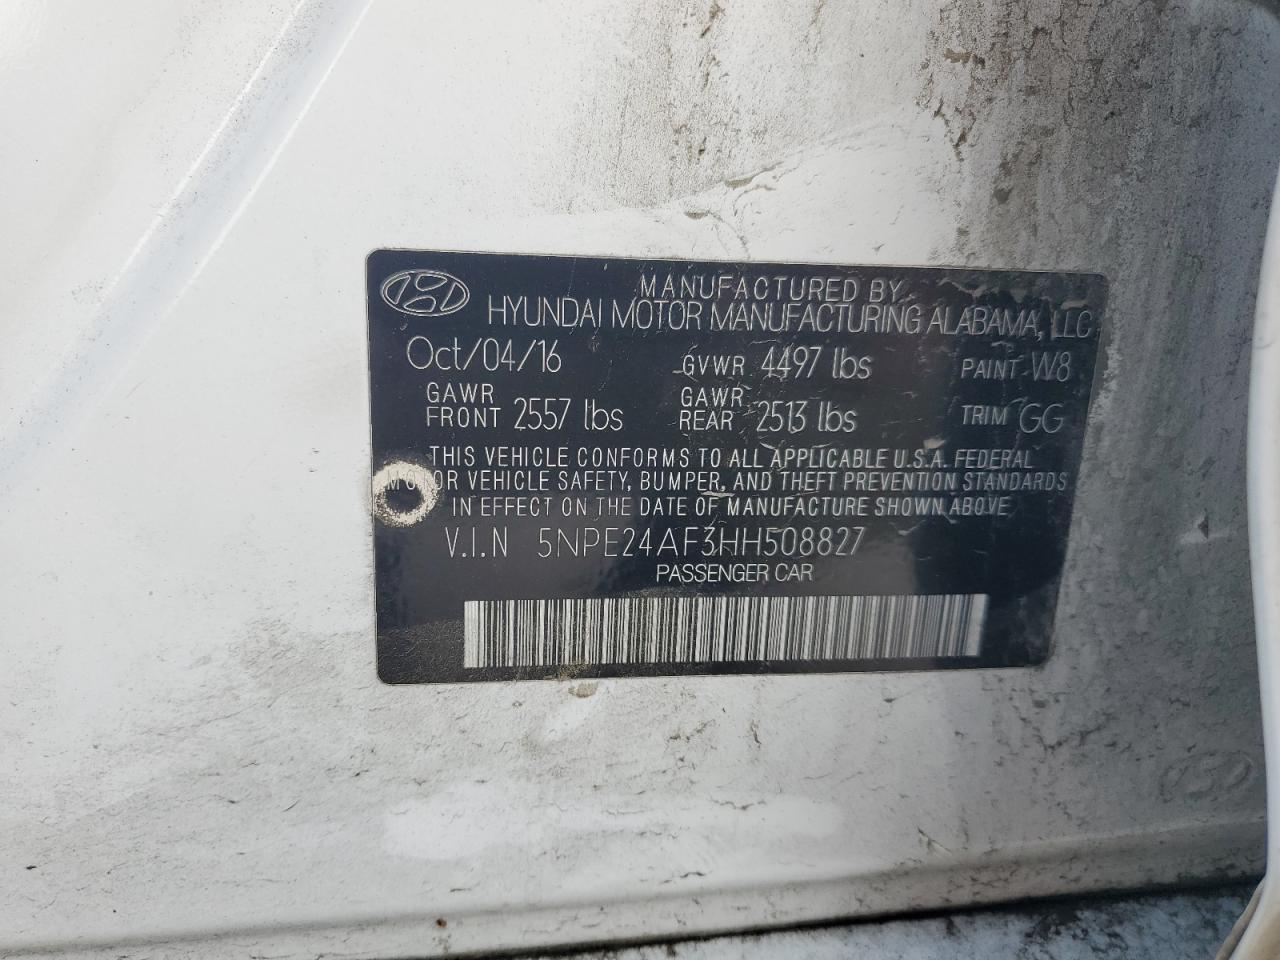 MANUFACTURED BY
HYUNDAI MOTOR MANUFACTURING ALABAMA, LLC
Oct/04/16 GVWR 4497 lbs PAINT W8
GAWR FRONT 2557 lbs GAWR REAR 2513 lbs TRIM GG
THIS VEHICLE CONFORMS TO ALL APPLICABLE U.S.A. FEDERAL
MOTOR VEHICLE SAFETY, BUMPER, AND THEFT PREVENTION STANDARDS
IN EFFECT ON THE DATE OF MANUFACTURE SHOWN ABOVE
V.I.N 5NPE24AF3HH508827
PASSENGER CAR